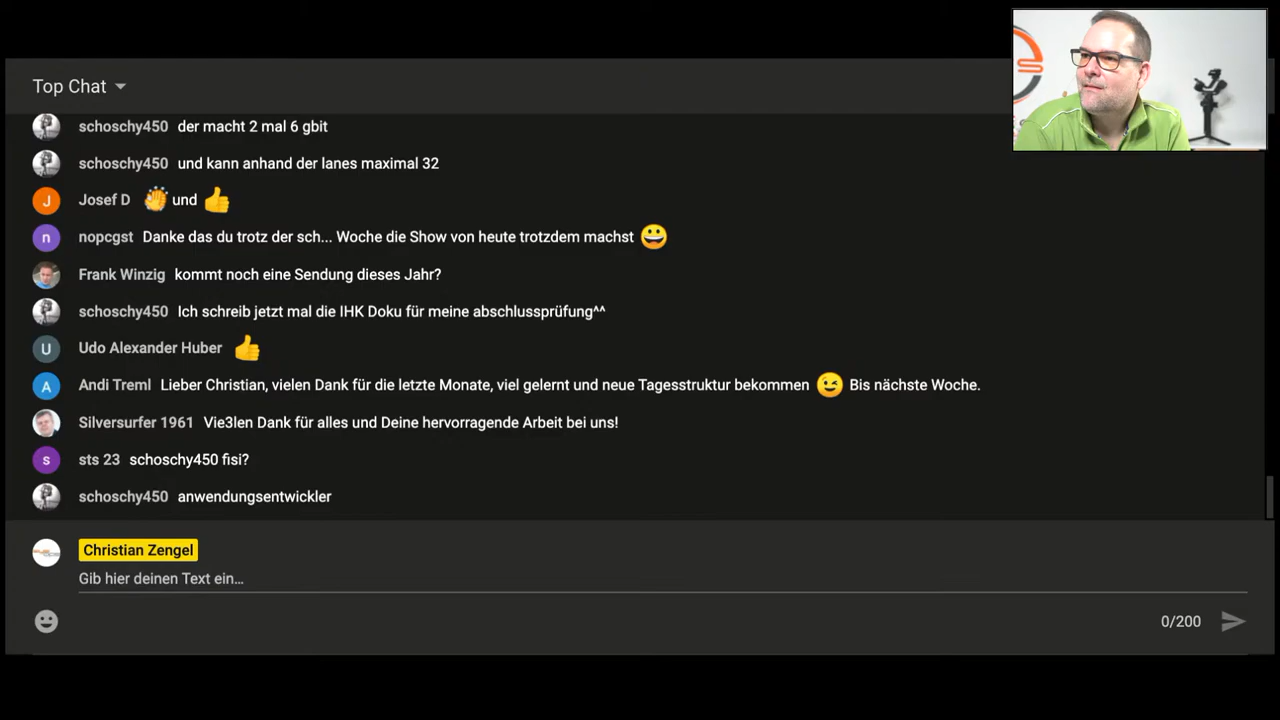 Top Chat
schoschy450 der macht 2 mal 6 gbit
schoschy450 und kann anhand der lanes maximal 32
J Josef D 👏 und 👍
n nopcgst Danke das du trotz der sch... Woche die Show von heute trotzdem machst 😀
Frank Winzig kommt noch eine Sendung dieses Jahr?
schoschy450 Ich schreib jetzt mal die IHK Doku für meine abschlussprüfung^^
U Udo Alexander Huber 👍
A Andi Treml Lieber Christian, vielen Dank für die letzte Monate, viel gelernt und neue Tagesstruktur bekommen 😉 Bis nächste Woche.
Silversurfer 1961 Vie3len Dank für alles und Deine hervorragende Arbeit bei uns!
s sts 23 schoschy450 fisi?
schoschy450 anwendungsentwickler
Christian Zengel
Gib hier deinen Text ein...
0/200